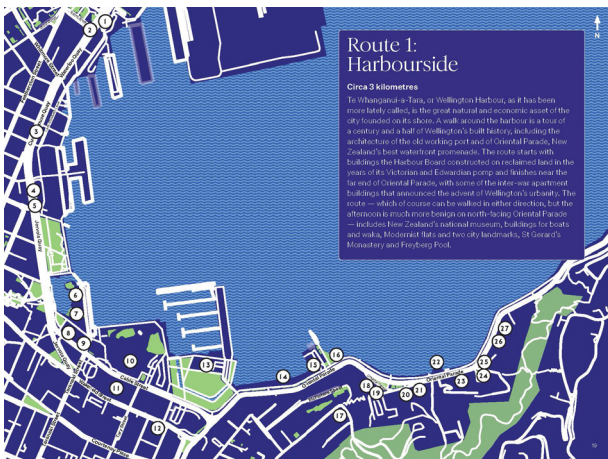 Route 1:
Harbourside
Circa 3 kilometres
Te Whanganui-a-Tara, or Wellington Harbour, as it has been
more lately called, is the great natural and economic asset of the
city founded on its shore. A walk around the harbour is a tour of
a century and a half of Wellington's built history, including the
architecture of the old working port and of Oriental Parade, New
Zealand's best waterfront promenade. The route starts with
buildings the Harbour Board constructed on reclaimed land in the
years of its Victorian and Edwardian pomp and finishes near the
far end of Oriental Parade, with some of the inter-war apartment
buildings that announced the advent of Wellington's urbanity. The
route — which of course can be walked in either direction, but the
afternoon is much more benign on north-facing Oriental Parade
— includes New Zealand's national museum, buildings for boats
and waka, Modernist flats and two city landmarks, St Gerard's
Monastery and Freyberg Pool.
N
1
2
3
4
5
Jervois Quay
6
7
8
9
10
11
12
Courtenay Place
13
14
15
16
Oriental Parade
17
18
19
20
21
22
Oriental Parade
23
24
25
26
27
19